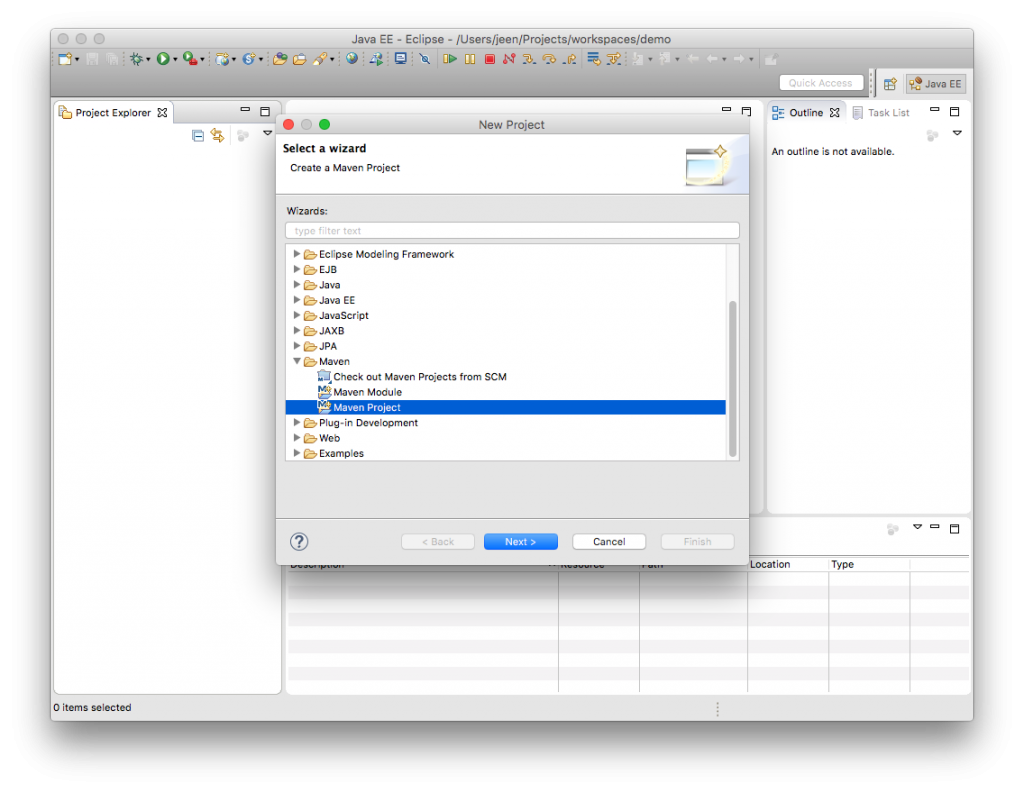 Java EE - Eclipse - /Users/jeen/Projects/workspaces/demo
Quick Access
Java EE
Project Explorer
Outline
Task List
An outline is not available.
New Project
Select a wizard
Create a Maven Project
Wizards:
type filter text
Eclipse Modeling Framework
EJB
Java
Java EE
JavaScript
JAXB
JPA
Maven
Check out Maven Projects from SCM
Maven Module
Maven Project
Plug-in Development
Web
Examples
?
< Back
Next >
Cancel
Finish
Description
Resource
Path
Location
Type
0 items selected